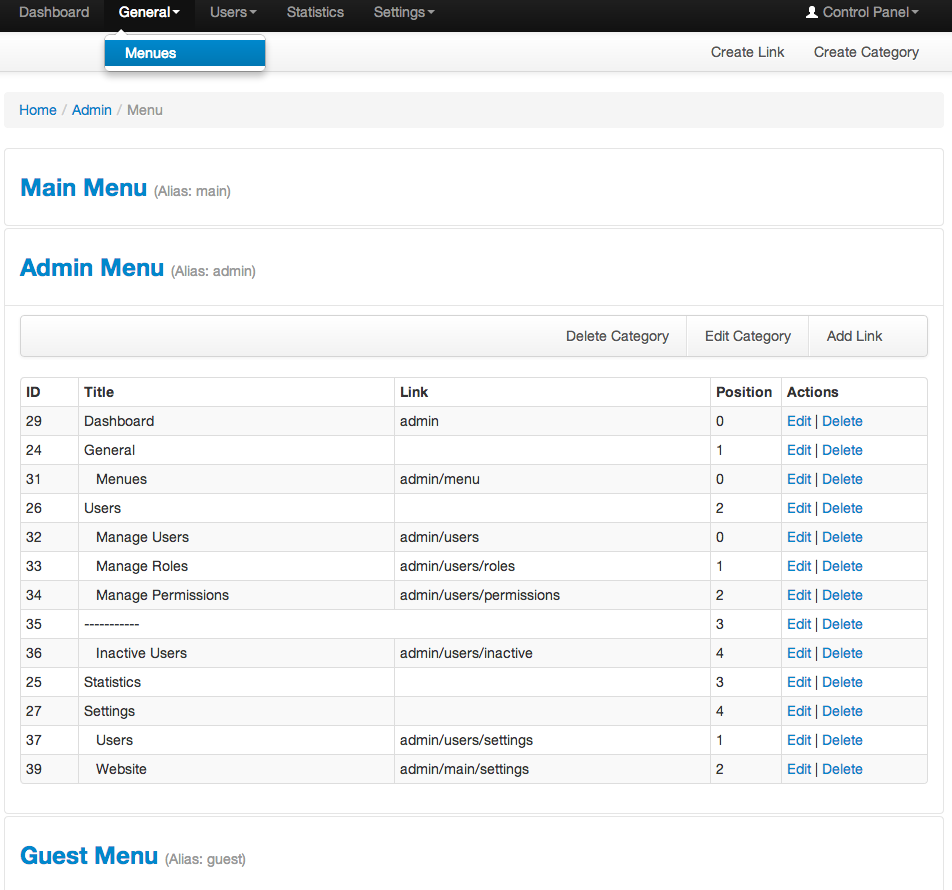 Dashboard General Users Statistics Settings Control Panel
Menues Create Link Create Category
Home / Admin / Menu
Main Menu (Alias: main)
Admin Menu (Alias: admin)
Delete Category Edit Category Add Link
ID Title Link Position Actions
29 Dashboard admin 0 Edit | Delete
24 General 1 Edit | Delete
31 Menues admin/menu 0 Edit | Delete
26 Users 2 Edit | Delete
32 Manage Users admin/users 0 Edit | Delete
33 Manage Roles admin/users/roles 1 Edit | Delete
34 Manage Permissions admin/users/permissions 2 Edit | Delete
35 ----------- 3 Edit | Delete
36 Inactive Users admin/users/inactive 4 Edit | Delete
25 Statistics 3 Edit | Delete
27 Settings 4 Edit | Delete
37 Users admin/users/settings 1 Edit | Delete
39 Website admin/main/settings 2 Edit | Delete
Guest Menu (Alias: guest)